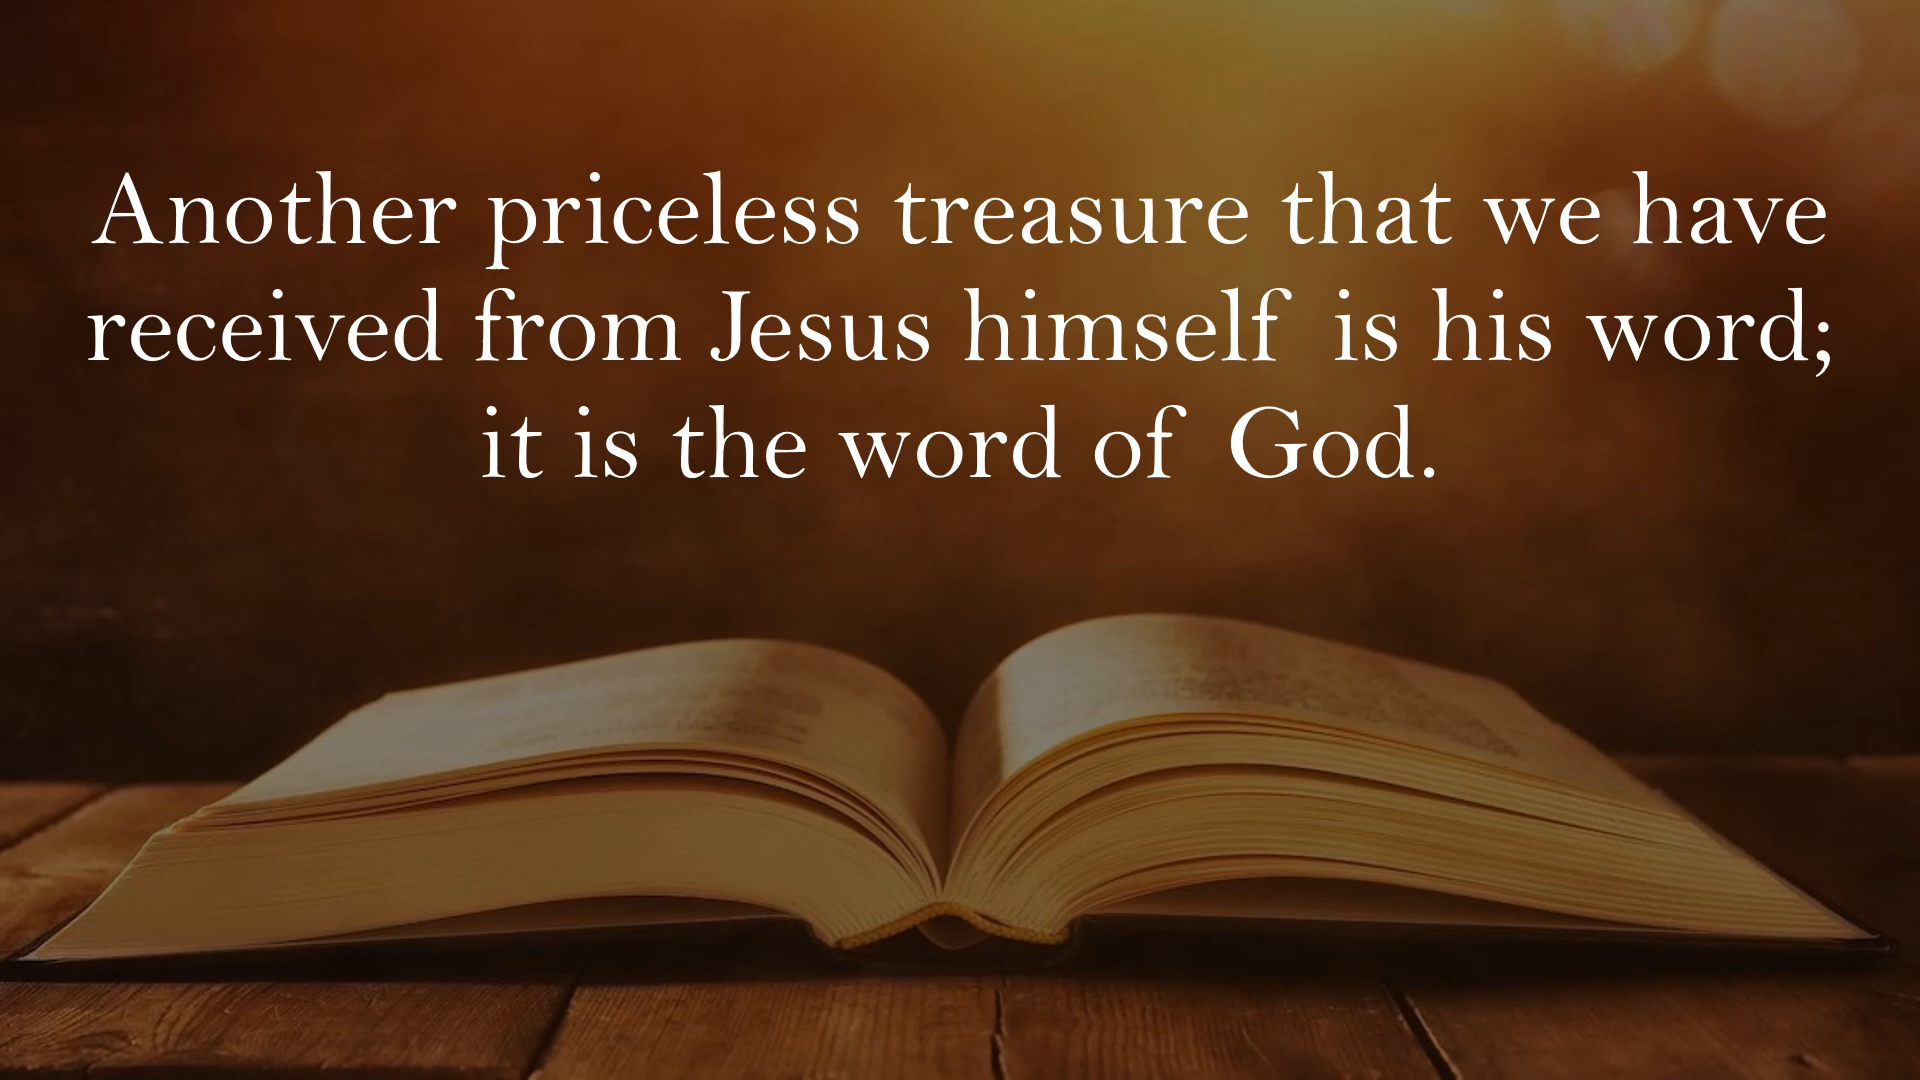 Another priceless treasure that we have
received from Jesus himself is his word;
it is the word of God.